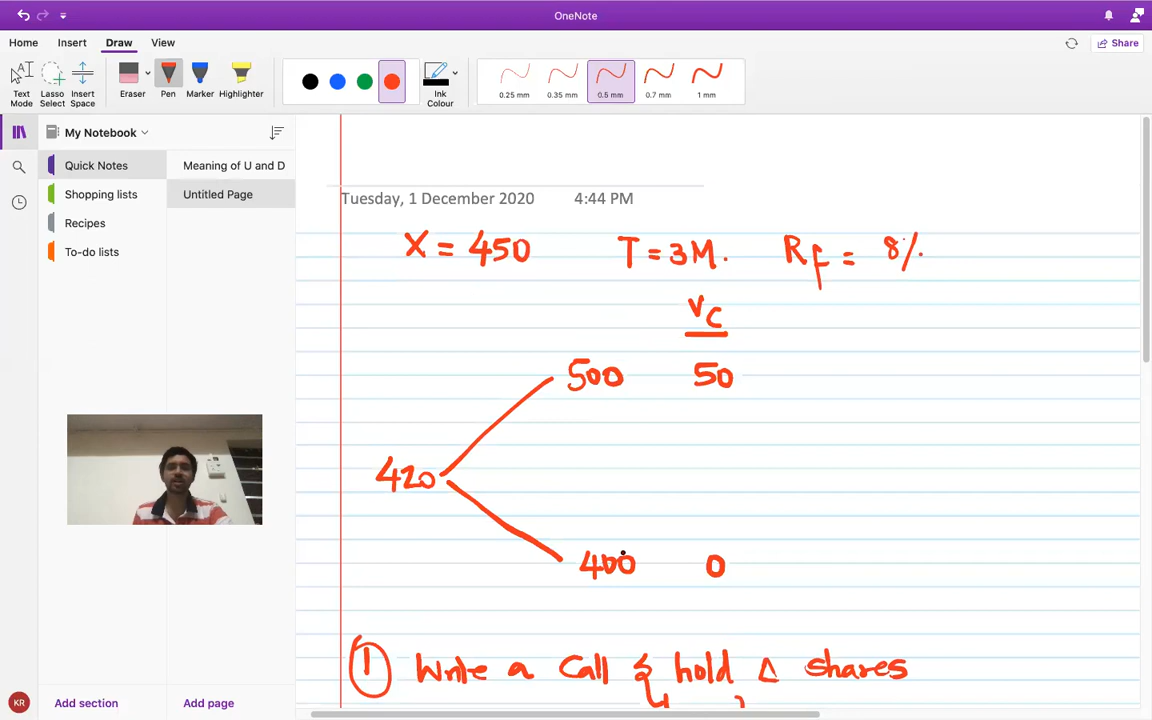 OneNote
Home Insert Draw View
Share
Text Mode
Lasso Select
Insert Space
Eraser
Pen
Marker
Highlighter
Ink Colour
0.25 mm
0.35 mm
0.5 mm
0.7 mm
1 mm
My Notebook
Quick Notes
Shopping lists
Recipes
To-do lists
Meaning of U and D
Untitled Page
Tuesday, 1 December 2020 4:44 PM
X = 450 T = 3M. Rf = 8%
Vc
500 50
420
400 0
① Write a Call & hold Δ shares
KR
Add section
Add page